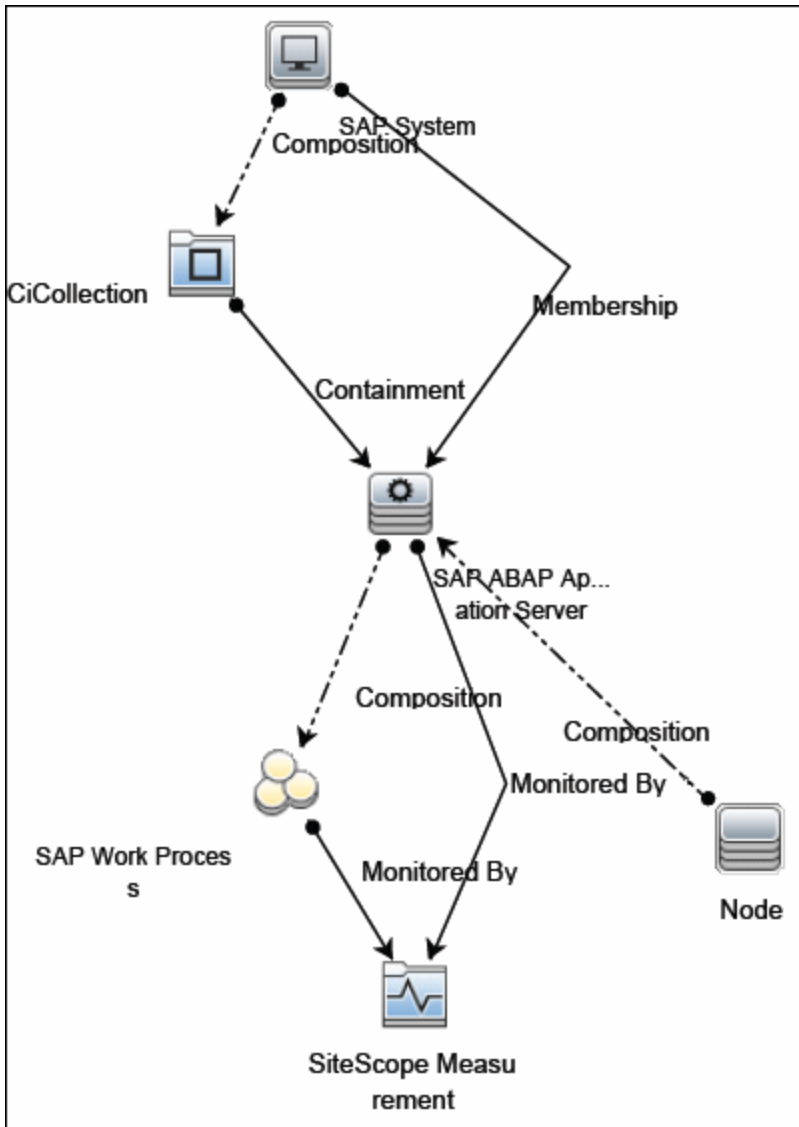 SAP System
Composition
CiCollection
Membership
Containment
SAP ABAP Ap...
ation Server
Composition
Composition
Monitored By
SAP Work Proces
s
Monitored By
Node
SiteScope Measu
rement